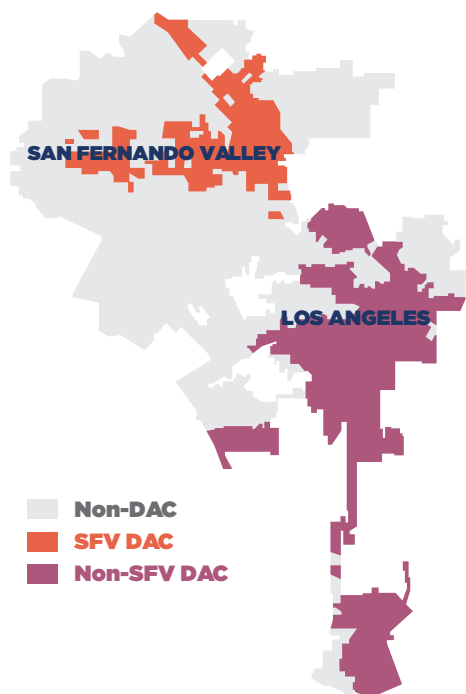 SAN FERNANDO VALLEY
LOS ANGELES
Non-DAC
SFV DAC
Non-SFV DAC